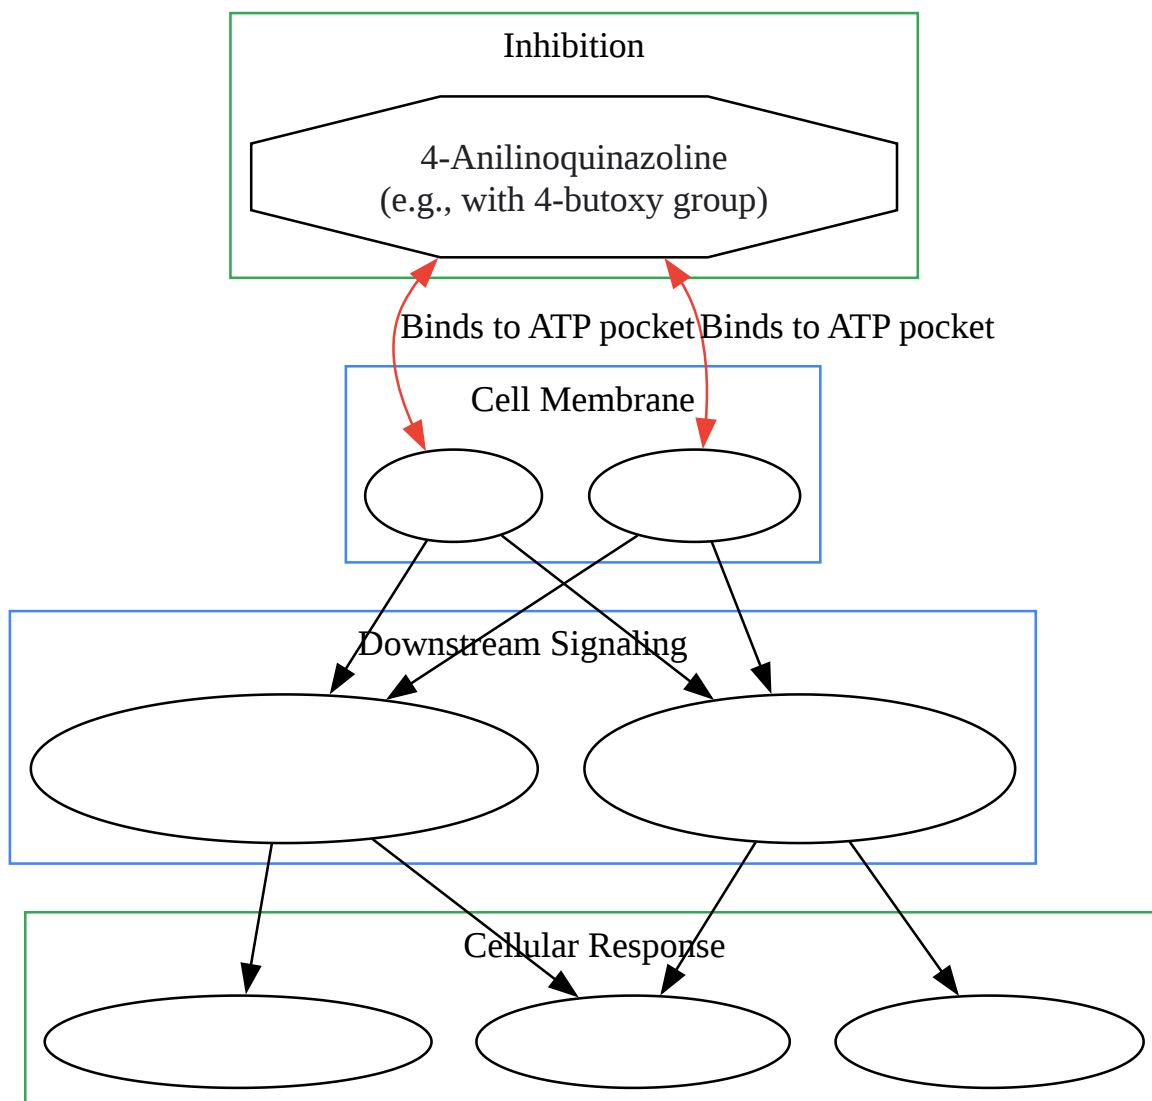 Inhibition
4-Anilinoquinazoline
(e.g., with 4-butoxy group)
Binds to ATP pocket
Binds to ATP pocket
Cell Membrane
Downstream Signaling
Cellular Response